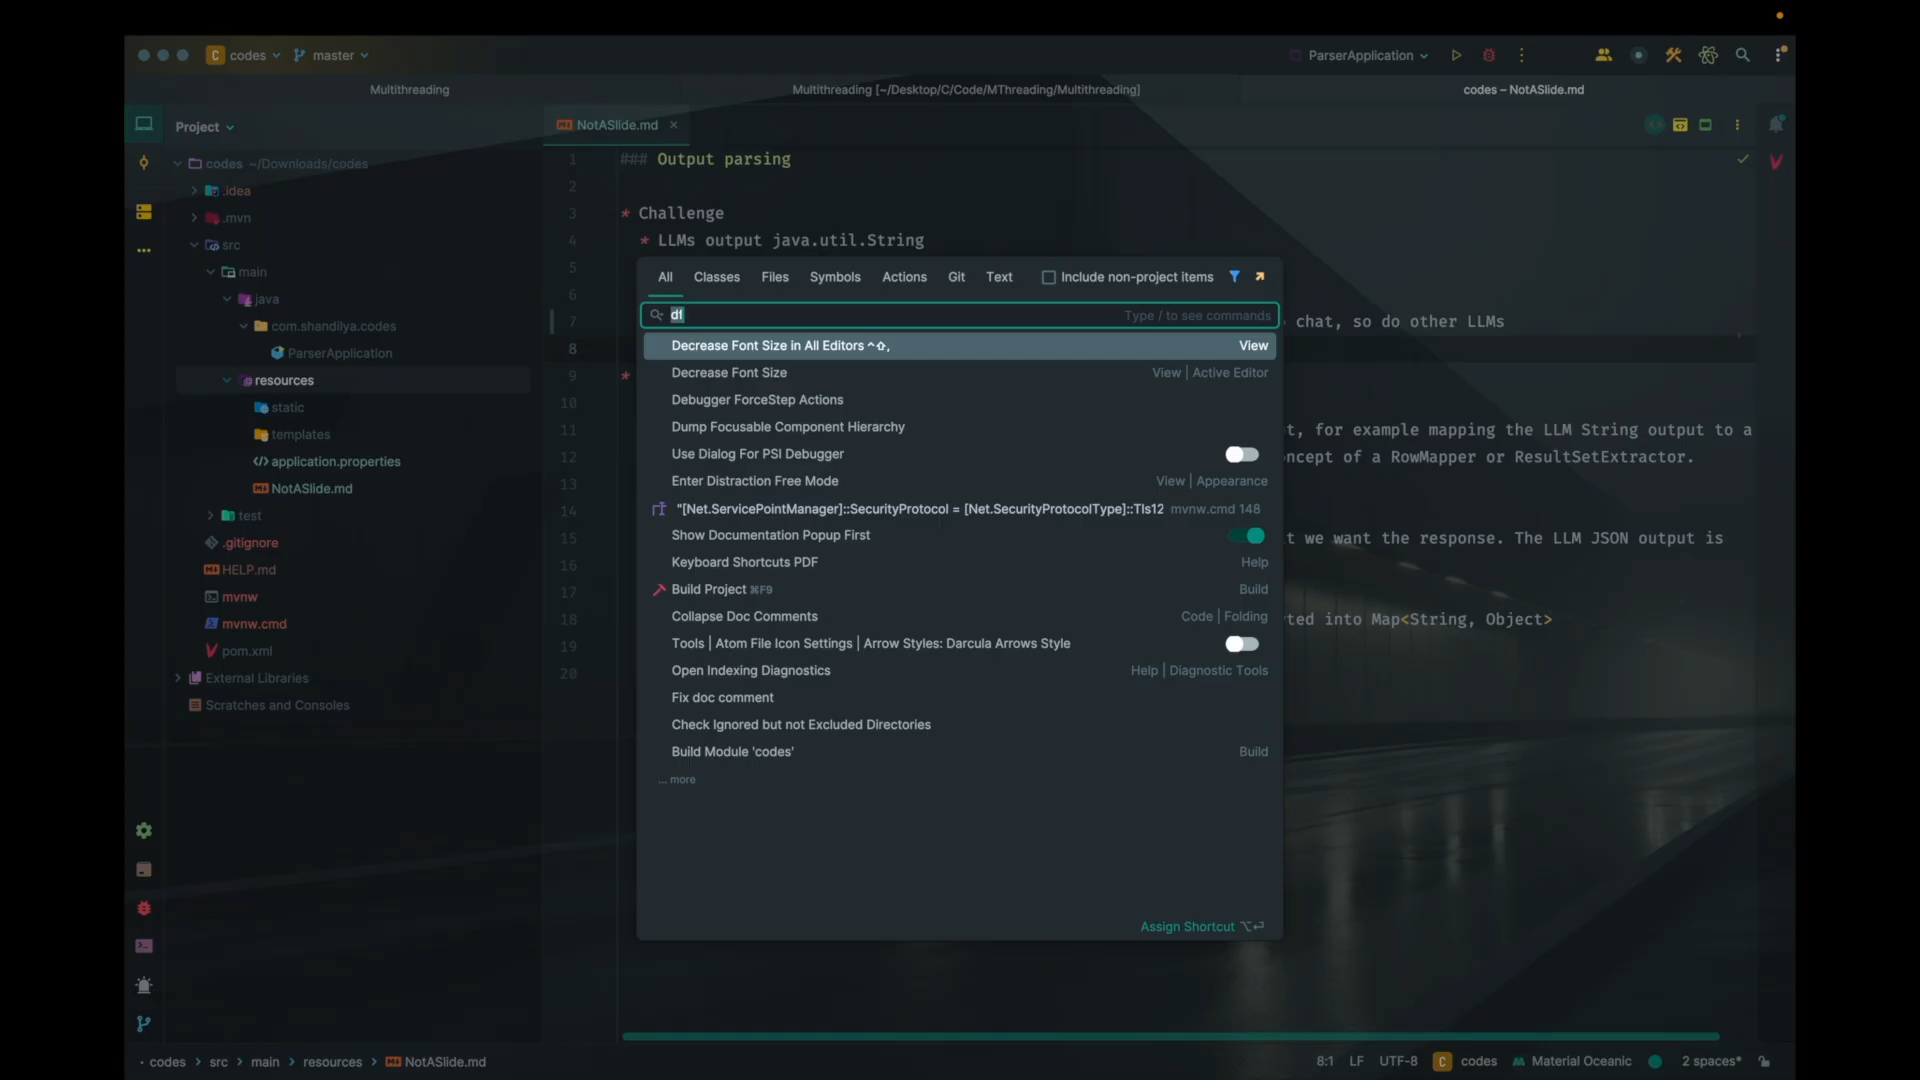 C codes master
ParserApplication
Multithreading
Multithreading [~/Desktop/C/Code/MThreading/Multithreading]
codes – NotASlide.md
Project
NotASlide.md
codes ~/Downloads/codes
.idea
.mvn
src
main
java
com.shandilya.codes
ParserApplication
resources
static
templates
application.properties
NotASlide.md
test
.gitignore
HELP.md
mvnw
mvnw.cmd
pom.xml
External Libraries
Scratches and Consoles
1 ### Output parsing
2
3 * Challenge
4 * LLMs output java.util.String
5
6
7 chat, so do other LLMs
8
9 *
10
11 t, for example mapping the LLM String output to a
12 ncept of a RowMapper or ResultSetExtractor.
13
14
15 t we want the response. The LLM JSON output is
16
17
18 ted into Map<String, Object>
19
20
All Classes Files Symbols Actions Git Text Include non-project items
df Type / to see commands
Decrease Font Size in All Editors ^⇧, View
Decrease Font Size View | Active Editor
Debugger ForceStep Actions
Dump Focusable Component Hierarchy
Use Dialog For PSI Debugger
Enter Distraction Free Mode View | Appearance
"[Net.ServicePointManager]::SecurityProtocol = [Net.SecurityProtocolType]::Tls12 mvnw.cmd 148
Show Documentation Popup First
Keyboard Shortcuts PDF Help
Build Project ⌘F9 Build
Collapse Doc Comments Code | Folding
Tools | Atom File Icon Settings | Arrow Styles: Darcula Arrows Style
Open Indexing Diagnostics Help | Diagnostic Tools
Fix doc comment
Check Ignored but not Excluded Directories
Build Module 'codes' Build
... more
Assign Shortcut ⌥⏎
codes > src > main > resources > NotASlide.md
8:1 LF UTF-8 C codes Material Oceanic 2 spaces*